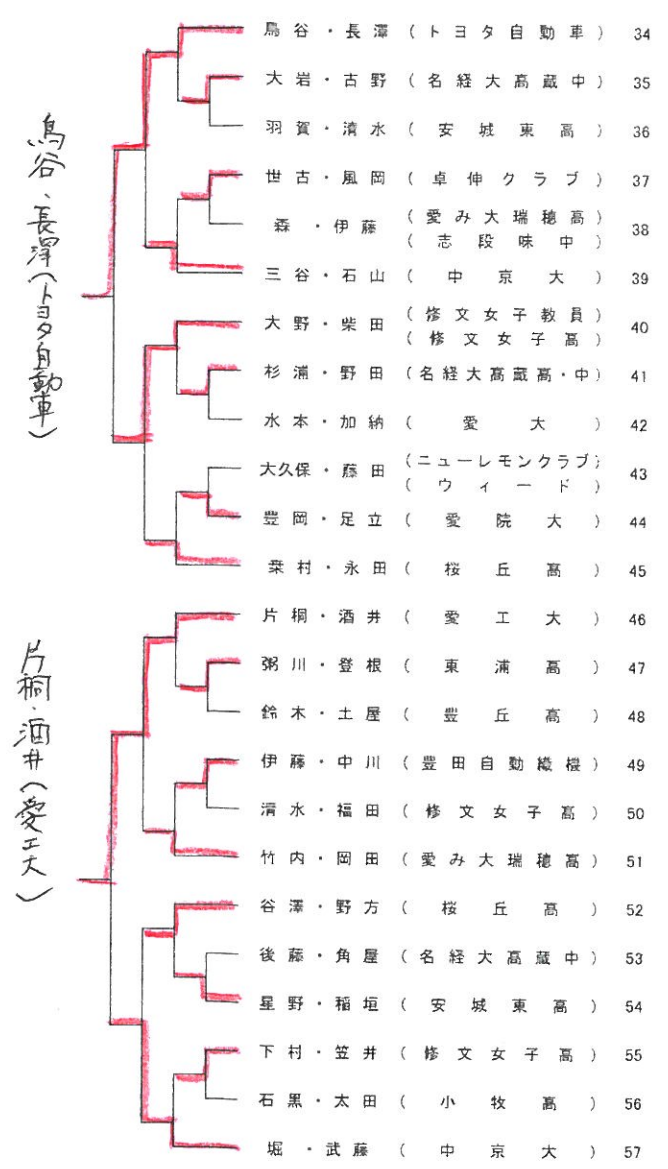 鳥谷・長澤(トヨタ自動車) 34
大岩・古野(名経大高蔵中) 35
羽賀・清水(安城東高) 36
世古・風岡(卓伸クラブ) 37
森・伊藤(愛み大瑞穂高)(志段味中) 38
三谷・石山(中京大) 39
大野・柴田(修文女子教員)(修文女子高) 40
杉浦・野田(名経大高蔵高・中) 41
水本・加納(愛大) 42
大久保・藤田(ニューレモンクラブ)(ウィード) 43
豊岡・足立(愛院大) 44
栗村・永田(桜丘高) 45
鳥谷、長澤(トヨタ自動車)
片桐・酒井(愛工大) 46
粥川・登根(東浦高) 47
鈴木・土屋(豊丘高) 48
伊藤・中川(豊田自動織機) 49
清水・福田(修文女子高) 50
竹内・岡田(愛み大瑞穂高) 51
谷澤・野方(桜丘高) 52
後藤・角屋(名経大高蔵中) 53
星野・稲垣(安城東高) 54
下村・笠井(修文女子高) 55
石黒・太田(小牧高) 56
堀・武藤(中京大) 57
片桐・酒井(愛工大)